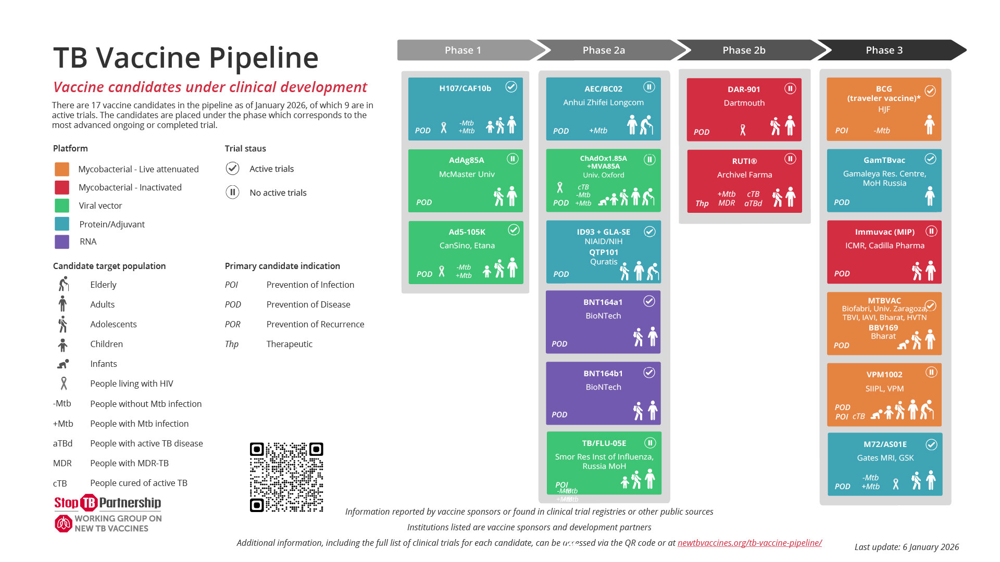 TB Vaccine Pipeline
Vaccine candidates under clinical development
There are 17 vaccine candidates in the pipeline as of January 2026, of which 9 are in
active trials. The candidates are placed under the phase which corresponds to the
most advanced ongoing or completed trial.
Platform
Mycobacterial - Live attenuated
Mycobacterial - Inactivated
Viral vector
Protein/Adjuvant
RNA
Trial staus
Active trials
No active trials
Candidate target population
Elderly
Adults
Adolescents
Children
Infants
People living with HIV
-Mtb People without Mtb infection
+Mtb People with Mtb infection
aTBd People with active TB disease
MDR People with MDR-TB
cTB People cured of active TB
Primary candidate indication
POI Prevention of Infection
POD Prevention of Disease
POR Prevention of Recurrence
Thp Therapeutic
Stop TB Partnership
WORKING GROUP ON
NEW TB VACCINES
Phase 1
H107/CAF10b
-Mtb
POD +Mtb
AdAg85A
McMaster Univ
POD
Ad5-105K
CanSino, Etana
-Mtb
POD +Mtb
Phase 2a
AEC/BC02
Anhui Zhifei Longcom
POD +Mtb
ChAdOx1.85A
+MVA85A
Univ. Oxford
cTB
-Mtb
POD +Mtb
ID93 + GLA-SE
NIAID/NIH
QTP101
Quratis
POD
BNT164a1
BioNTech
POD
BNT164b1
BioNTech
POD
TB/FLU-05E
Smor Res Inst of Influenza,
Russia MoH
POI
Phase 2b
DAR-901
Dartmouth
POD
RUTI®
Archivel Farma
+Mtb cTB
Thp MDR aTBd
Phase 3
BCG
(traveler vaccine)*
HJF
POI -Mtb
GamTBvac
Gamaleya Res. Centre,
MoH Russia
POD
Immuvac (MIP)
ICMR, Cadilla Pharma
POD
MTBVAC
Biofabri, Univ. Zaragoza,
TBVI, IAVI, Bharat, HVTN
BBV169
Bharat
POD
VPM1002
SIIPL, VPM
POD
POI cTB
M72/AS01E
Gates MRI, GSK
-Mtb
POD +Mtb
Information reported by vaccine sponsors or found in clinical trial registries or other public sources
Institutions listed are vaccine sponsors and development partners
Additional information, including the full list of clinical trials for each candidate, can be accessed via the QR code or at newtbvaccines.org/tb-vaccine-pipeline/
Last update: 6 January 2026